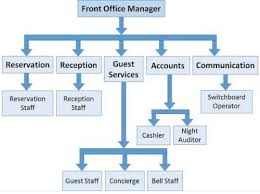 Front Office Manager
Reservation
Reception
Guest
Services
Accounts
Communication
Reservation
Staff
Reception
Staff
Switchboard
Operator
Cashier
Night
Auditor
Guest Staff
Concierge
Bell Staff